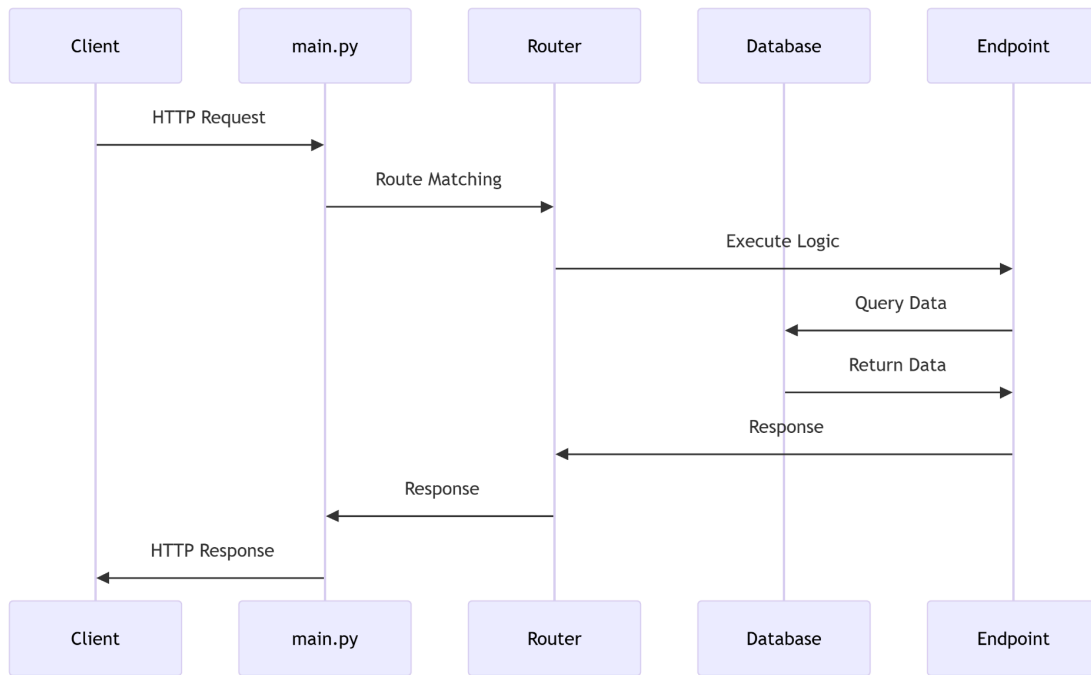 Client
main.py
Router
Database
Endpoint
HTTP Request
Route Matching
Execute Logic
Query Data
Return Data
Response
Response
HTTP Response
Client
main.py
Router
Database
Endpoint